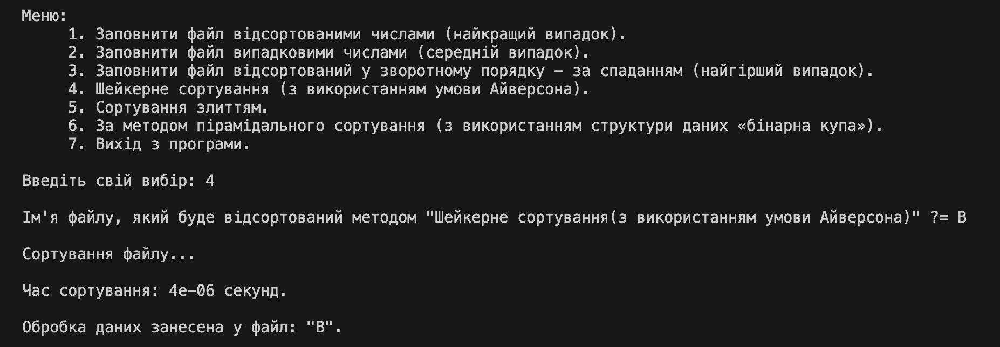 Меню:
1. Заповнити файл відсортованими числами (найкращий випадок).
2. Заповнити файл випадковими числами (середній випадок).
3. Заповнити файл відсортований у зворотному порядку – за спаданням (найгірший випадок).
4. Шейкерне сортування (з використанням умови Айверсона).
5. Сортування злиттям.
6. За методом пірамідального сортування (з використанням структури даних «бінарна купа»).
7. Вихід з програми.
Введіть свій вибір: 4
Ім'я файлу, який буде відсортований методом "Шейкерне сортування(з використанням умови Айверсона)" ?= B
Сортування файлу...
Час сортування: 4e-06 секунд.
Обробка даних занесена у файл: "B".